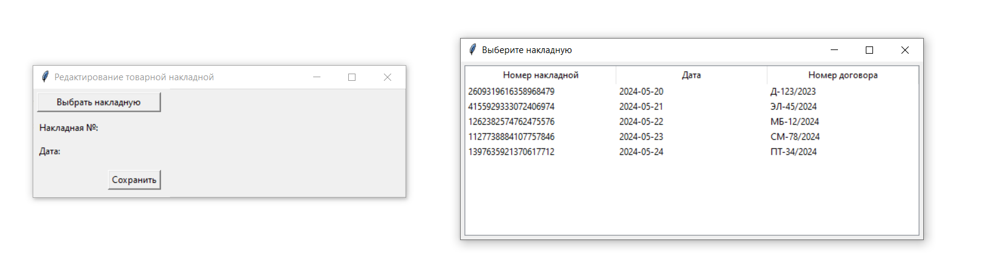 Редактирование товарной накладной
Выбрать накладную
Накладная №:
Дата:
Сохранить
Выберите накладную
Номер накладной Дата Номер договора
2609319616358968479 2024-05-20 Д-123/2023
4155929333072406974 2024-05-21 ЭЛ-45/2024
1262382574762475576 2024-05-22 МБ-12/2024
1127738884107757846 2024-05-23 СМ-78/2024
1397635921370617712 2024-05-24 ПТ-34/2024